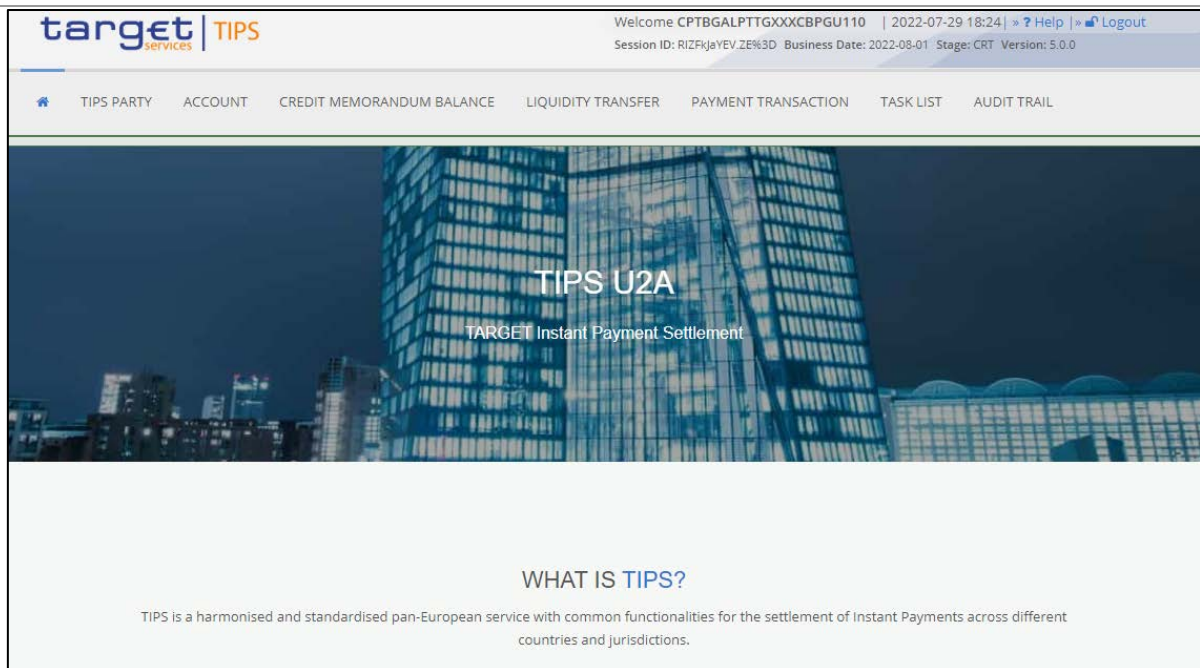 target services | TIPS
Welcome CPTBGALPTTGXXXCBPGU110 | 2022-07-29 18:24| » ? Help |» Logout
Session ID: RIZFkJaYEV.ZE%3D Business Date: 2022-08-01 Stage: CRT Version: 5.0.0
TIPS PARTY ACCOUNT CREDIT MEMORANDUM BALANCE LIQUIDITY TRANSFER PAYMENT TRANSACTION TASK LIST AUDIT TRAIL
TIPS U2A
TARGET Instant Payment Settlement
WHAT IS TIPS?
TIPS is a harmonised and standardised pan-European service with common functionalities for the settlement of Instant Payments across different
countries and jurisdictions.